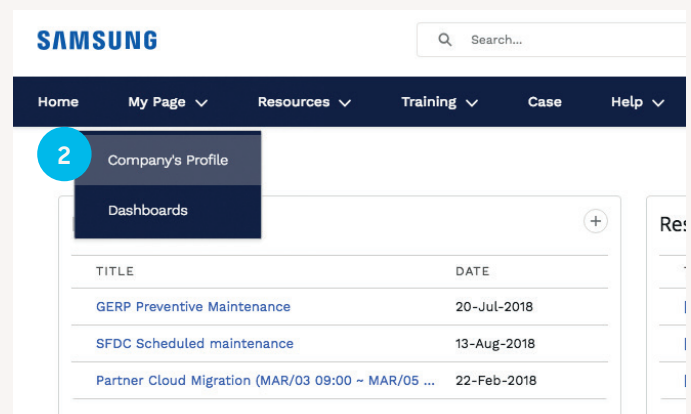 SAMSUNG
Search...
Home My Page Resources Training Case Help
2 Company's Profile
Dashboards
TITLE DATE
GERP Preventive Maintenance 20-Jul-2018
SFDC Scheduled maintenance 13-Aug-2018
Partner Cloud Migration (MAR/03 09:00 ~ MAR/05 ... 22-Feb-2018